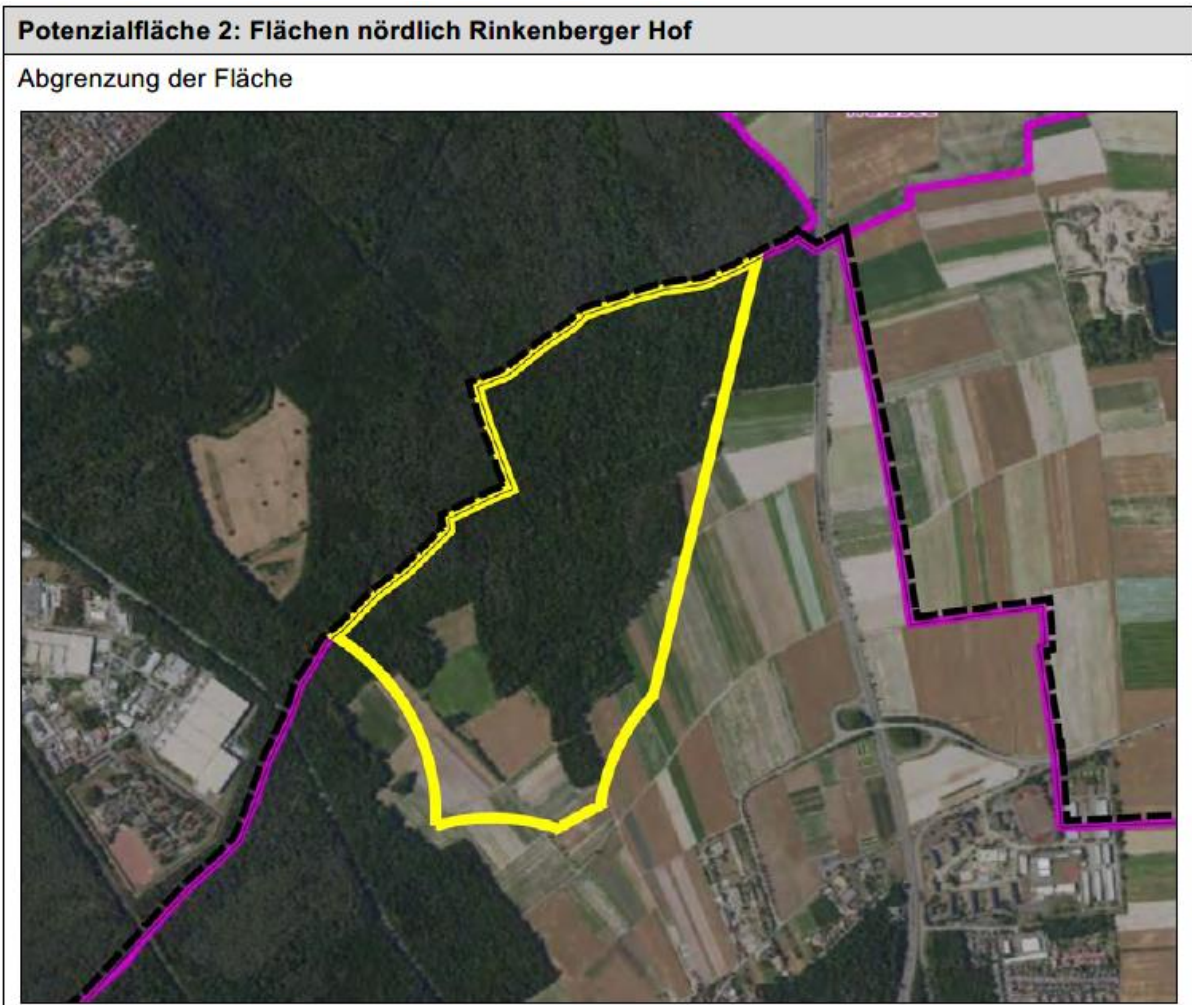 Potenzialfläche 2: Flächen nördlich Rinkenberger Hof
Abgrenzung der Fläche